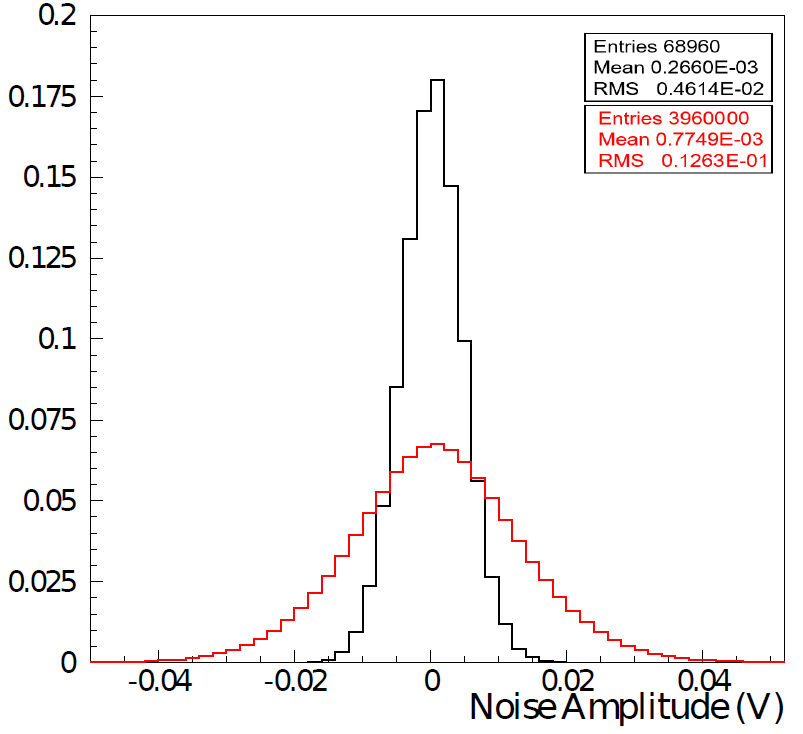 0.2
Entries 68960
Mean 0.2660E-03
RMS 0.4614E-02
Entries 3960000
Mean 0.7749E-03
RMS 0.1263E-01
0.175
0.15
0.125
0.1
0.075
0.05
0.025
0
-0.04 -0.02 0 0.02 0.04
Noise Amplitude (V)